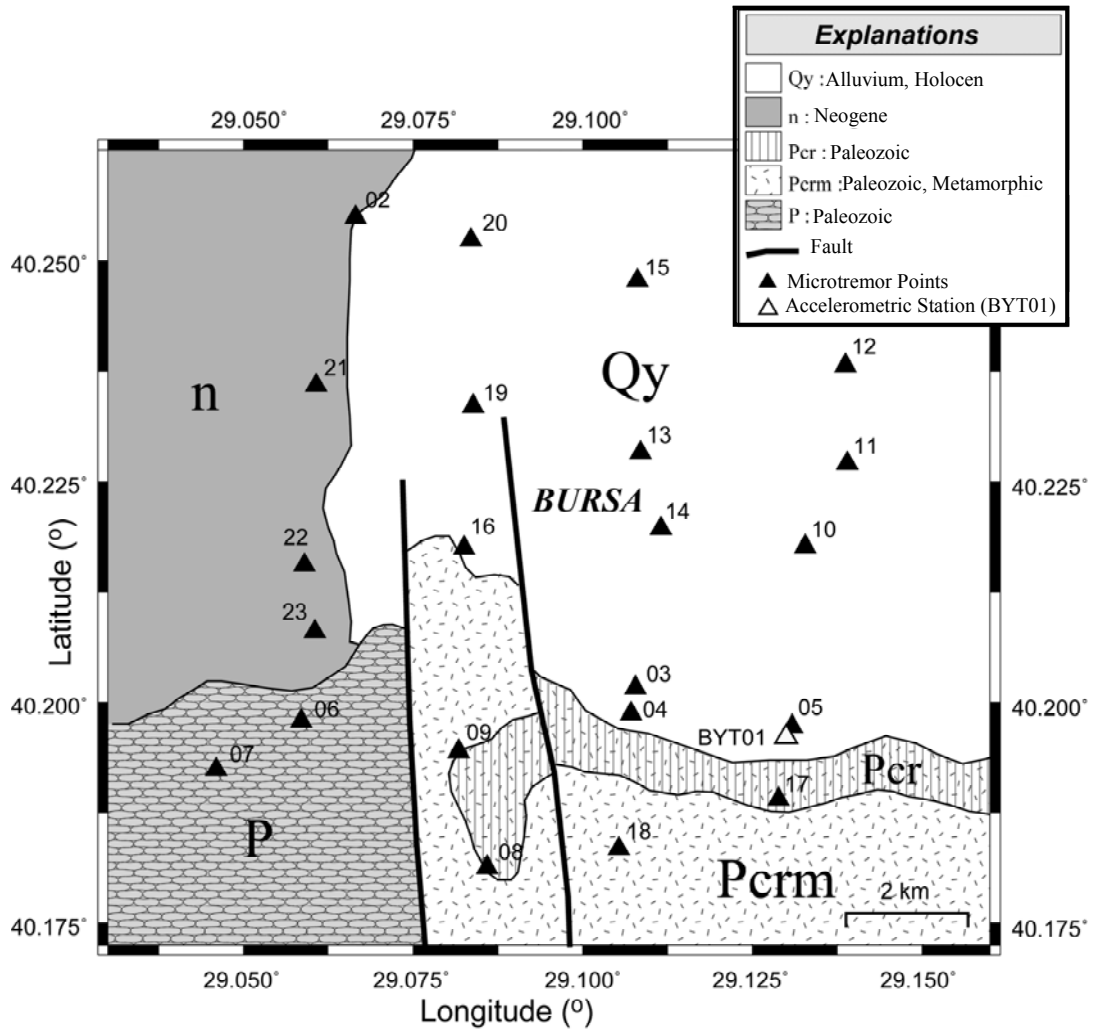 Explanations
Qy : Alluvium, Holocen
n : Neogene
Pcr : Paleozoic
Pcrm : Paleozoic, Metamorphic
P : Paleozoic
Fault
Microtremor Points
Accelerometric Station (BYT01)
29.050° 29.075° 29.100°
02
20
40.250°
15
12
21
n
Qy
19
13
11
40.225° 40.225°
BURSA
14
16
10
22
23
Latitude (o)
03
40.200° 40.200°
06
04
05
BYT01
09
07
Pcr
17
P
08
18
Pcrm
2 km
40.175° 40.175°
29.050° 29.075° 29.100° 29.125° 29.150°
Longitude (o)